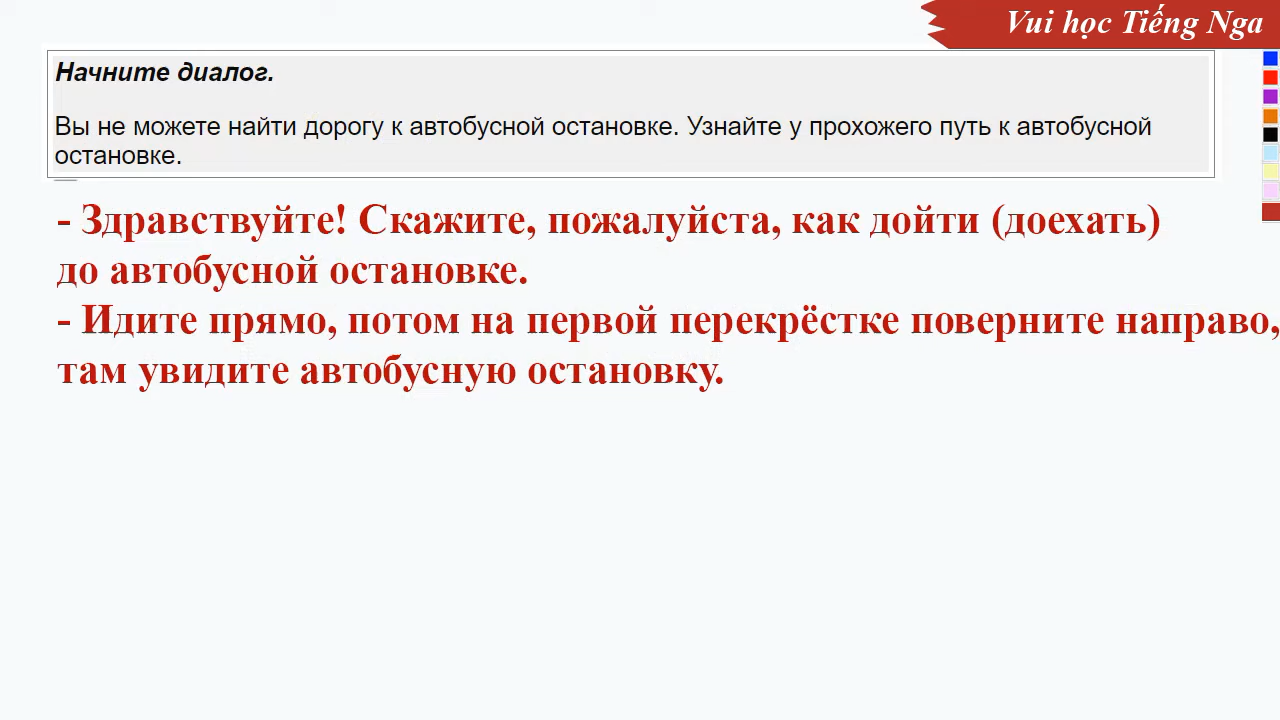 Vui học Tiếng Nga
Начните диалог.
Вы не можете найти дорогу к автобусной остановке. Узнайте у прохожего путь к автобусной
остановке.
- Здравствуйте! Скажите, пожалуйста, как дойти (доехать)
до автобусной остановке.
- Идите прямо, потом на первой перекрёстке поверните направо,
там увидите автобусную остановку.